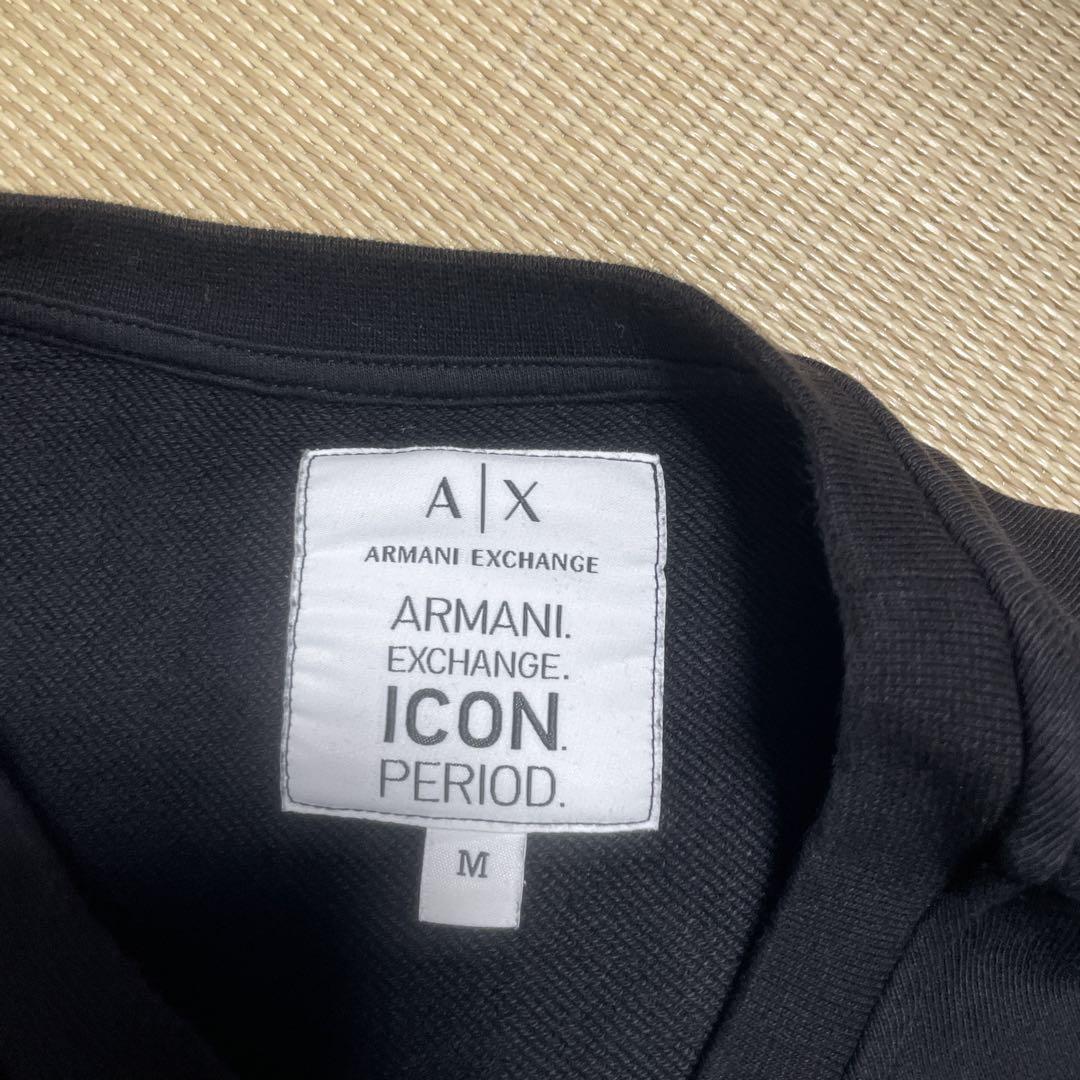 A|X
ARMANI EXCHANGE
ARMANI.
EXCHANGE.
ICON.
PERIOD.
M